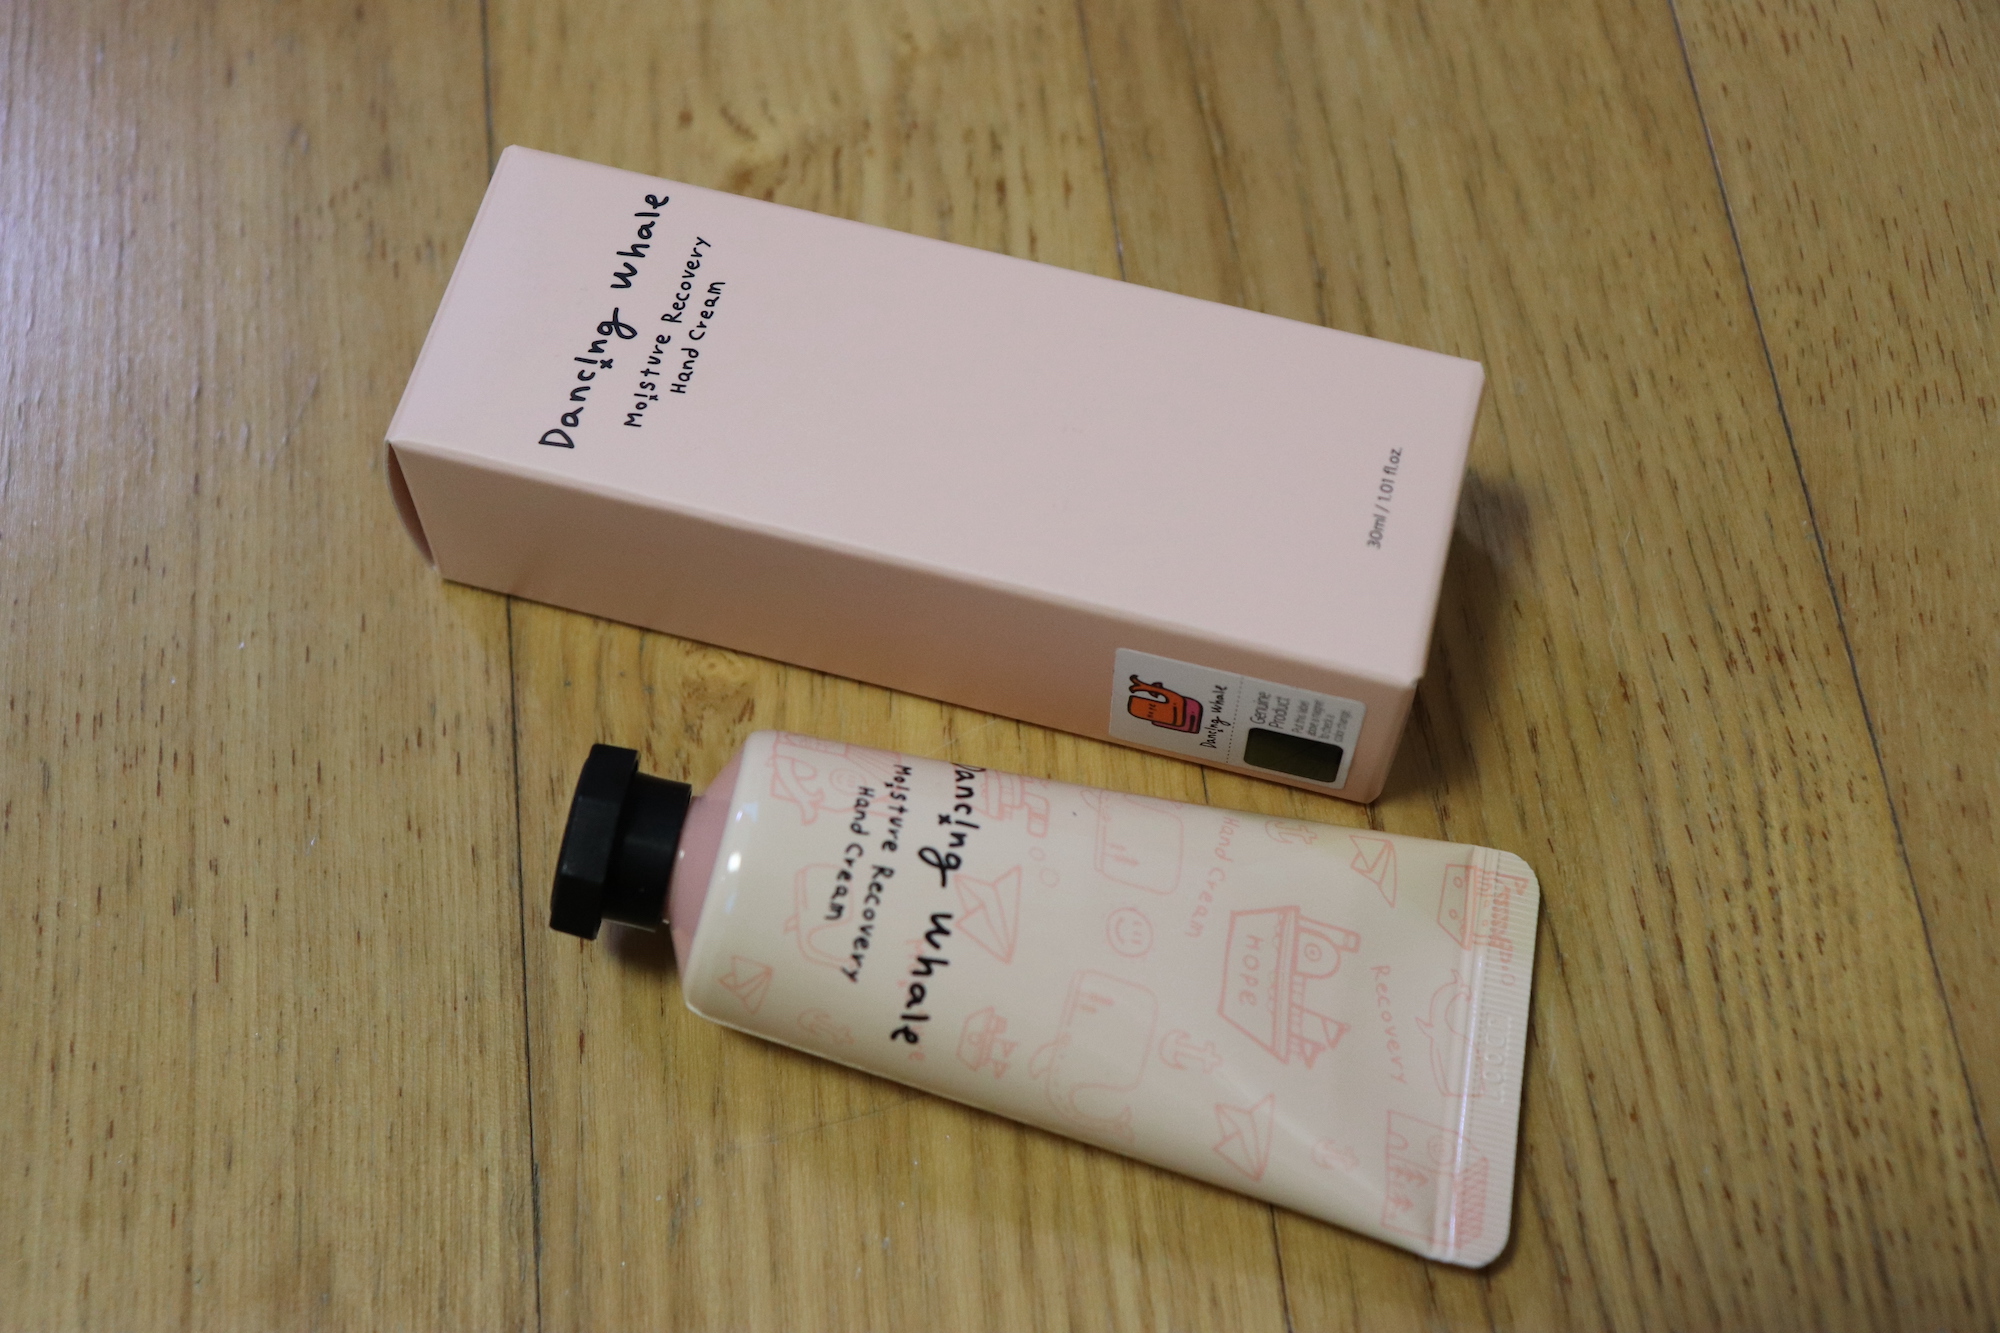 Dancing whale
Moisture Recovery
Hand Cream
30ml / 1.01 fl.oz
Dancing Whale
Genuine
Product
Dancing whale
Moisture Recovery
Hand Cream
Hand Cream
HOPE
Recovery